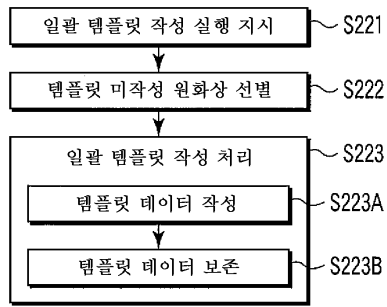 일괄 템플릿 작성 실행 지시 S221
템플릿 미작성 원화상 선별 S222
일괄 템플릿 작성 처리 S223
템플릿 데이터 작성 S223A
템플릿 데이터 보존 S223B